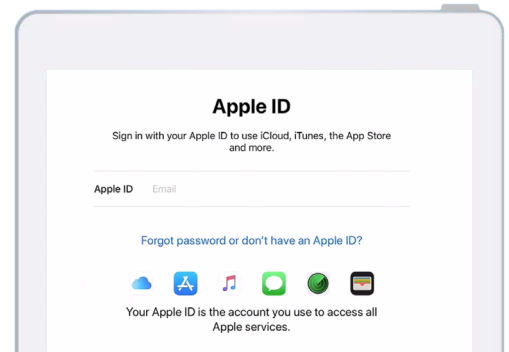 Apple ID
Sign in with your Apple ID to use iCloud, iTunes, the App Store
and more.
Apple ID Email
Forgot password or don't have an Apple ID?
Your Apple ID is the account you use to access all
Apple services.